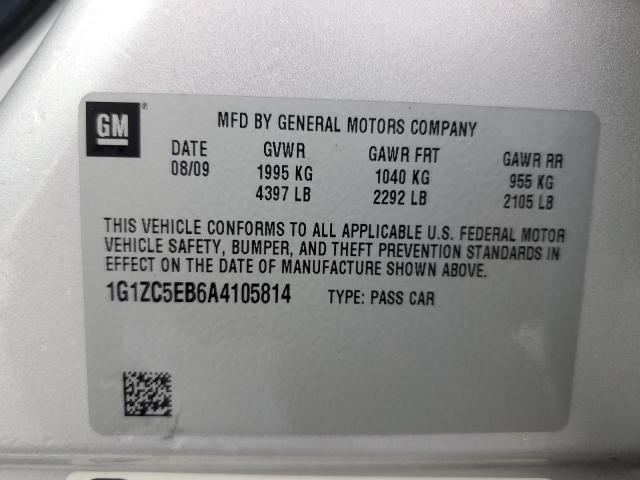 GM ®
MFD BY GENERAL MOTORS COMPANY
DATE GVWR GAWR FRT GAWR RR
08/09 1995 KG 1040 KG 955 KG
4397 LB 2292 LB 2105 LB
THIS VEHICLE CONFORMS TO ALL APPLICABLE U.S. FEDERAL MOTOR
VEHICLE SAFETY, BUMPER, AND THEFT PREVENTION STANDARDS IN
EFFECT ON THE DATE OF MANUFACTURE SHOWN ABOVE.
1G1ZC5EB6A4105814 TYPE: PASS CAR